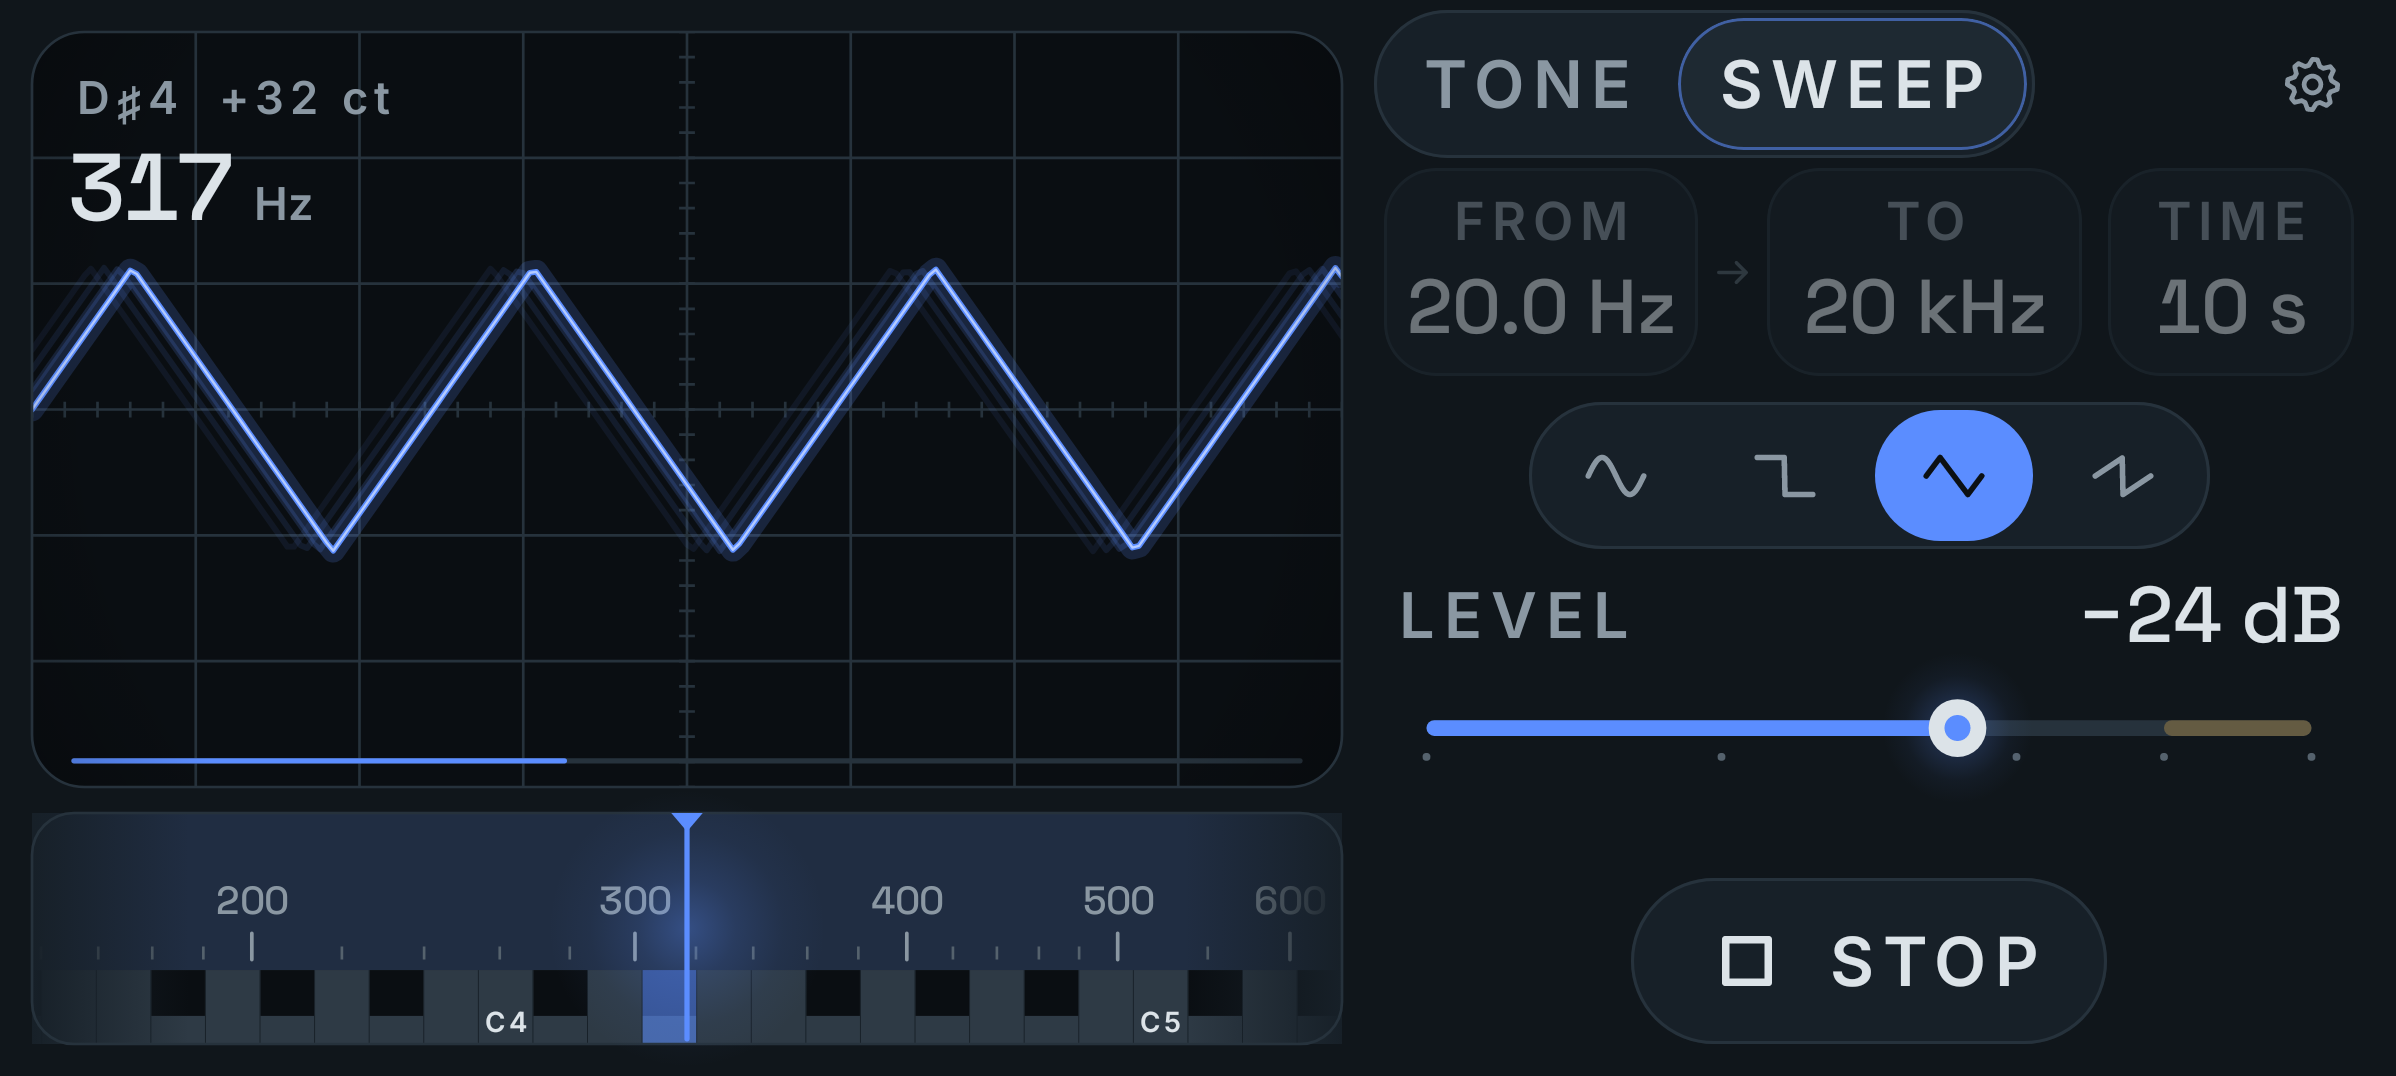 D♯4 +32 ct
317 Hz
200 300 400 500 600
C4 C5
TONE SWEEP
FROM TO TIME
20.0 Hz → 20 kHz 10 s
LEVEL −24 dB
STOP